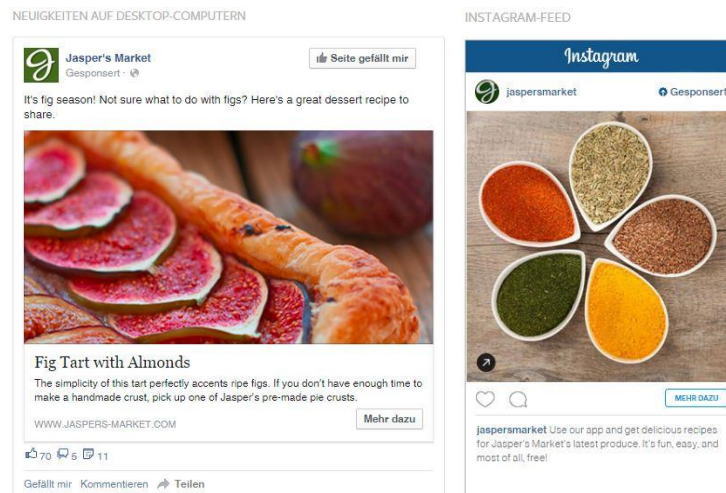 NEUIGKEITEN AUF DESKTOP-COMPUTERN
Jasper's Market
Gesponsert ·
Seite gefällt mir
It's fig season! Not sure what to do with figs? Here's a great dessert recipe to
share.
Fig Tart with Almonds
The simplicity of this tart perfectly accents ripe figs. If you don't have enough time to
make a handmade crust, pick up one of Jasper's pre-made pie crusts.
WWW.JASPERS-MARKET.COM
Mehr dazu
70 5 11
Gefällt mir Kommentieren Teilen
INSTAGRAM-FEED
Instagram
jaspersmarket
Gesponsert
MEHR DAZU
jaspersmarket Use our app and get delicious recipes
for Jasper's Market's latest produce. It's fun, easy, and
most of all, free!